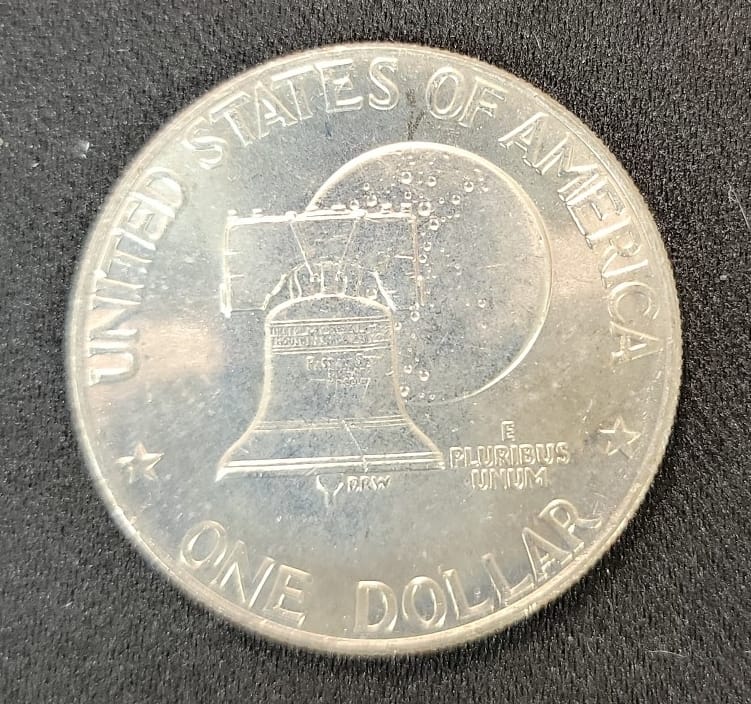 UNITED STATES OF AMERICA
E
PLURIBUS
UNUM
DRW
ONE DOLLAR